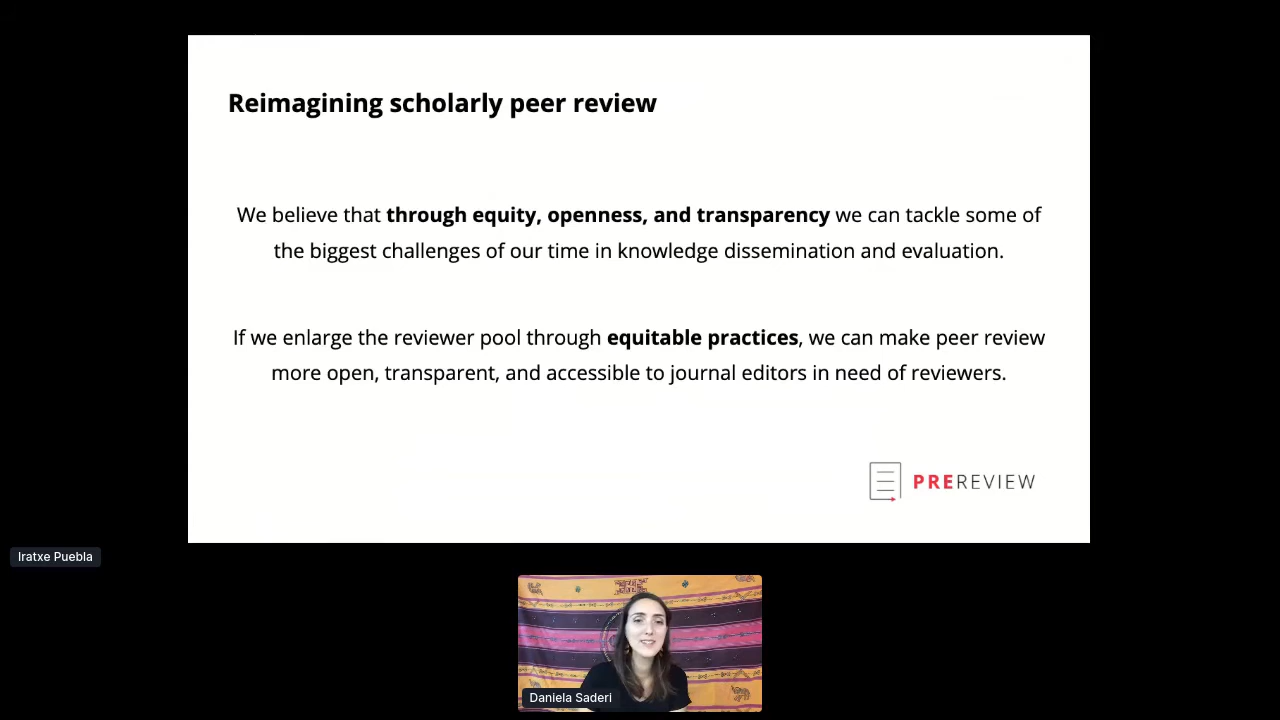 Reimagining scholarly peer review
We believe that through equity, openness, and transparency we can tackle some of
the biggest challenges of our time in knowledge dissemination and evaluation.
If we enlarge the reviewer pool through equitable practices, we can make peer review
more open, transparent, and accessible to journal editors in need of reviewers.
PREREVIEW
Iratxe Puebla
Daniela Saderi